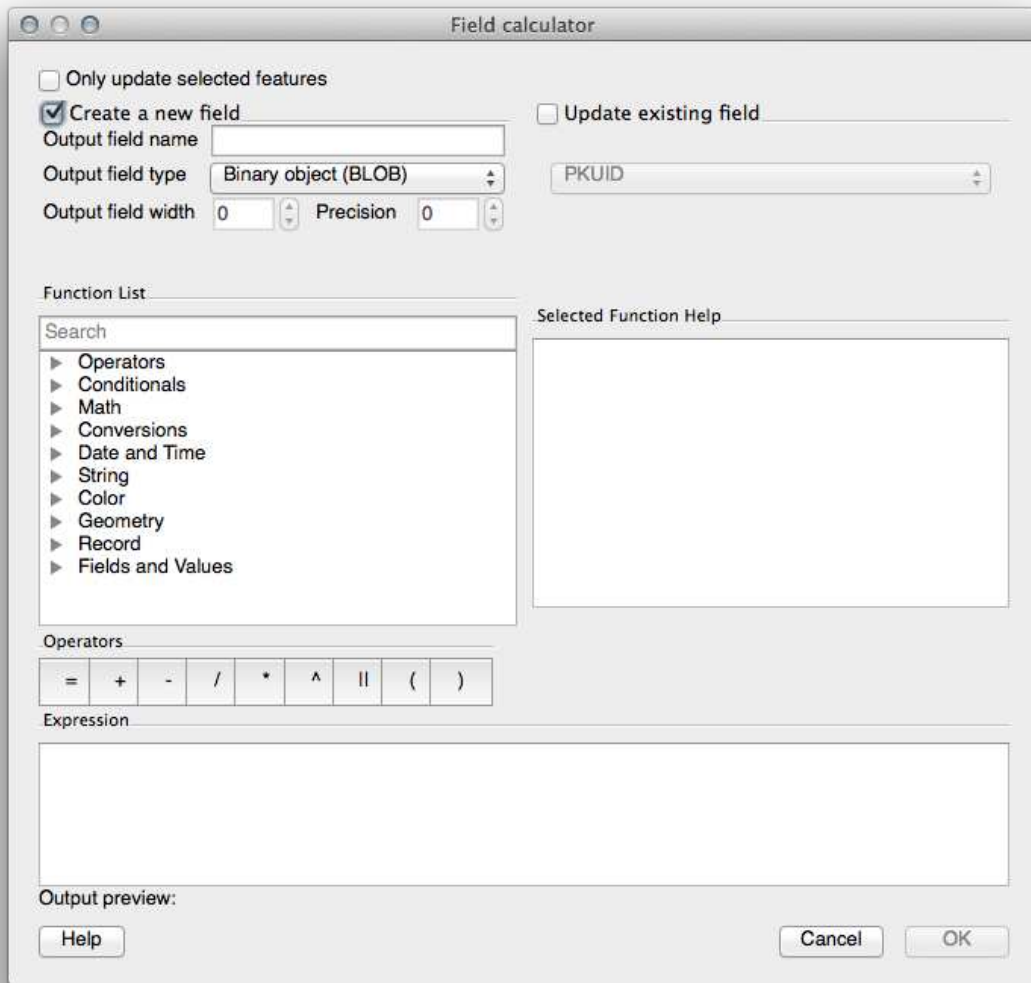 Field calculator
Only update selected features
Create a new field
Update existing field
Output field name
Output field type Binary object (BLOB)
PKUID
Output field width 0 Precision 0
Function List
Selected Function Help
Search
Operators
Conditionals
Math
Conversions
Date and Time
String
Color
Geometry
Record
Fields and Values
Operators
= + - / * ^ || ( )
Expression
Output preview:
Help
Cancel
OK